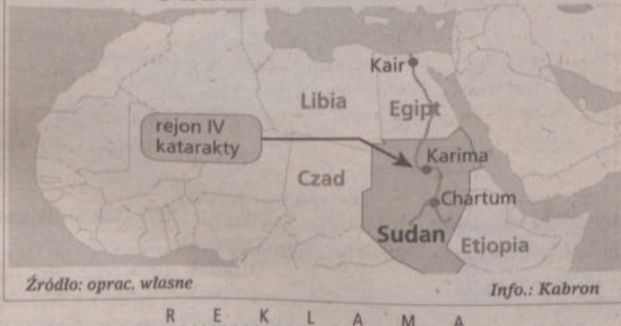 Kair
Libia
Egipt
rejon IV
katarakty
Karima
Czad
Chartum
Sudan
Etiopia
Źródło: oprac. własne
Info.: Kabron
R E K L A M A